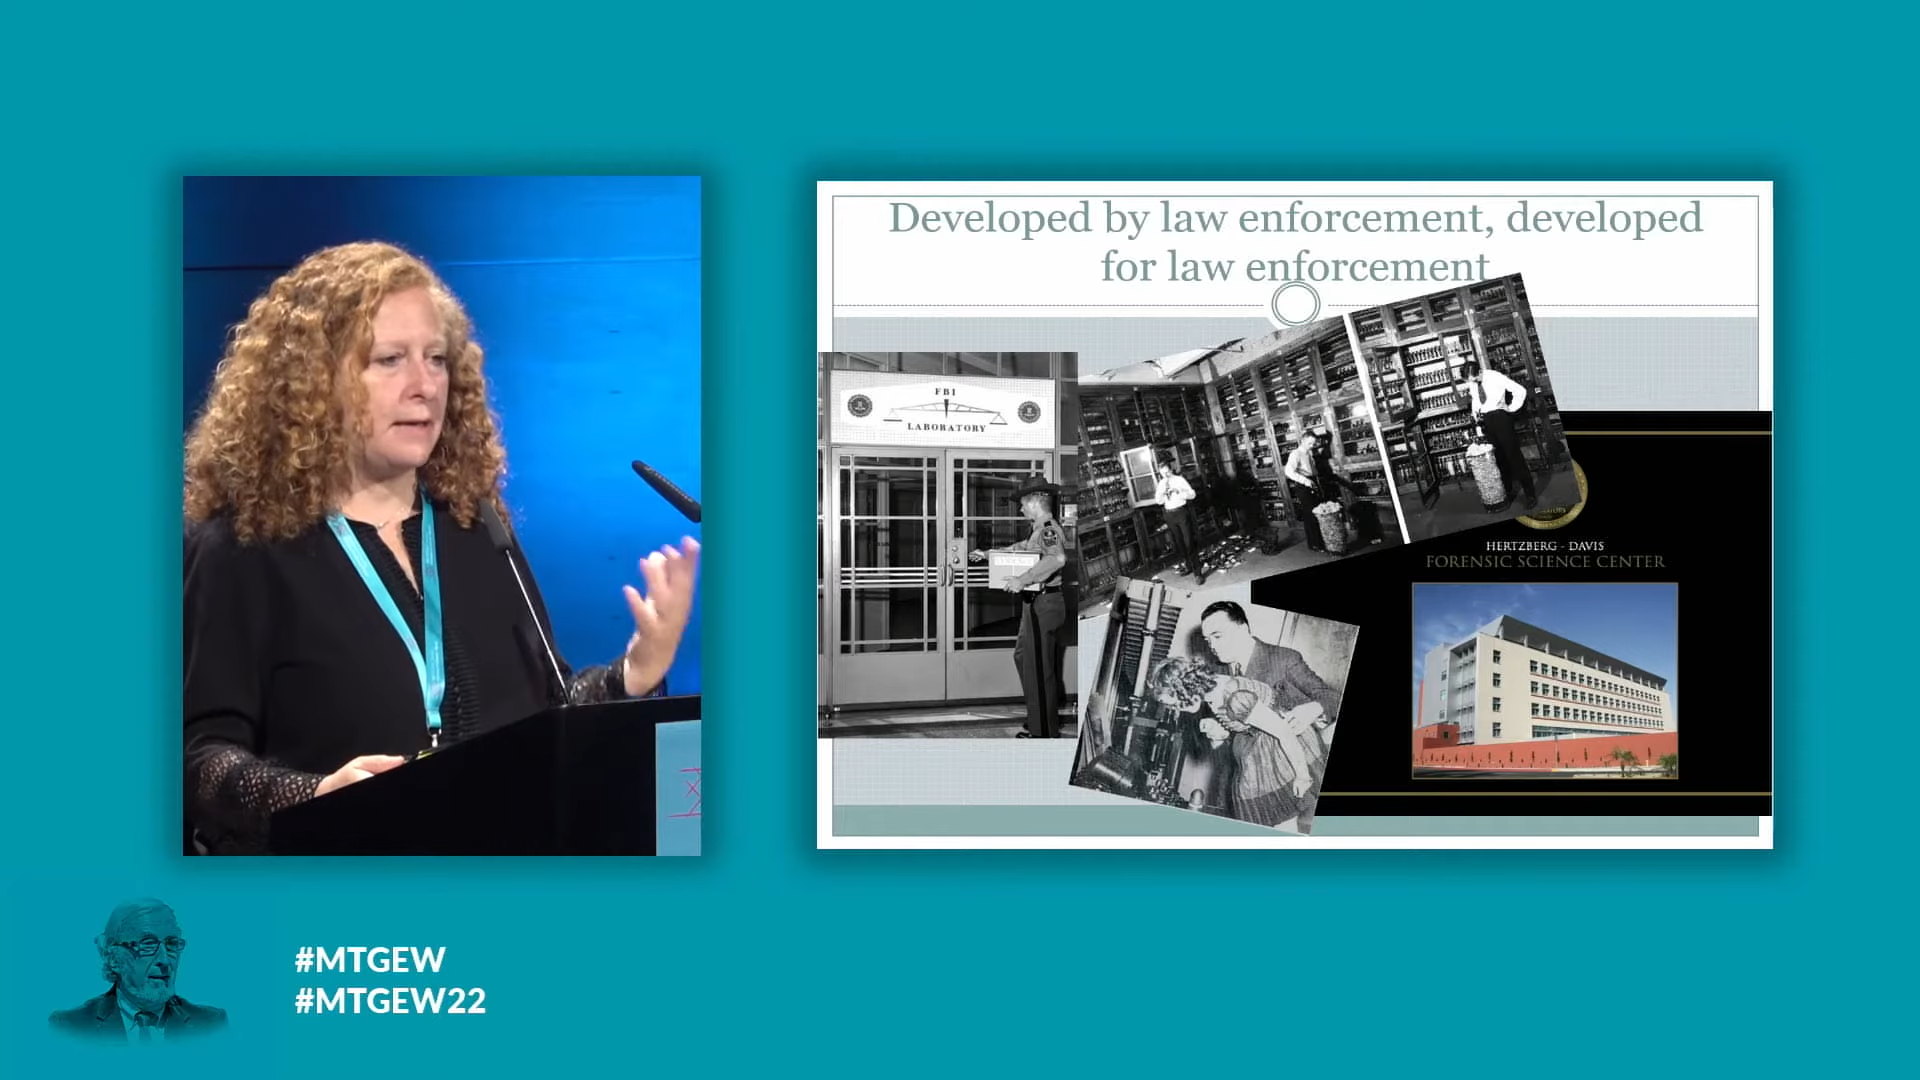 Developed by law enforcement, developed
for law enforcement
FBI
LABORATORY
HERTZBERG - DAVIS
FORENSIC SCIENCE CENTER
#MTGEW
#MTGEW22